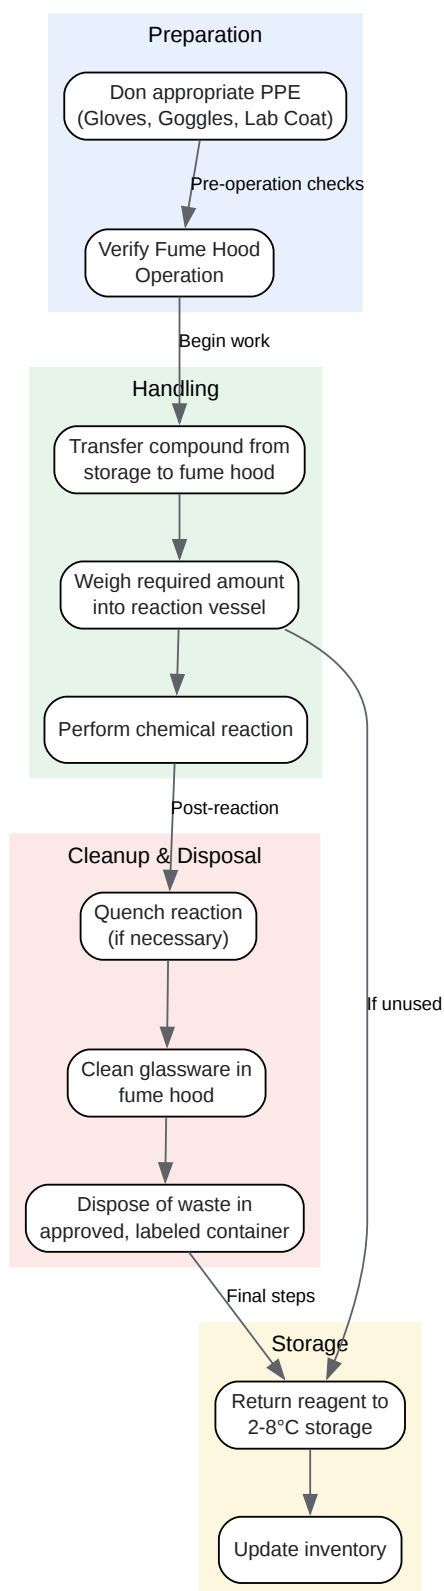 Preparation
Don appropriate PPE
(Gloves, Goggles, Lab Coat)
Pre-operation checks
Verify Fume Hood
Operation
Begin work
Handling
Transfer compound from
storage to fume hood
Weigh required amount
into reaction vessel
Perform chemical reaction
Post-reaction
Cleanup & Disposal
Quench reaction
(if necessary)
If unused
Clean glassware in
fume hood
Dispose of waste in
approved, labeled container
Final steps
Storage
Return reagent to
2-8°C storage
Update inventory